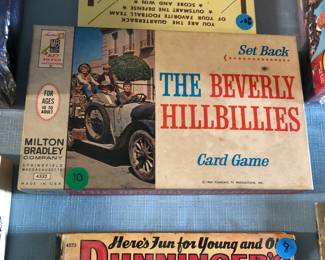 YOU ARE THE QUARTERBACK
OF YOUR FAVORITE FOOTBALL TEAM
OUTSMART THE DEFENSE
SCORE AND WIN
Set Back
THE BEVERLY
HILLBILLIES
Card Game
FOR
AGES
10
TO
ADULT
MILTON
BRADLEY
COMPANY
SPRINGFIELD
MASSACHUSETTS
4333
MADE IN U.S.A.
10
4573
Here's Fun for Young and Ol
DUNNINGER'S
9